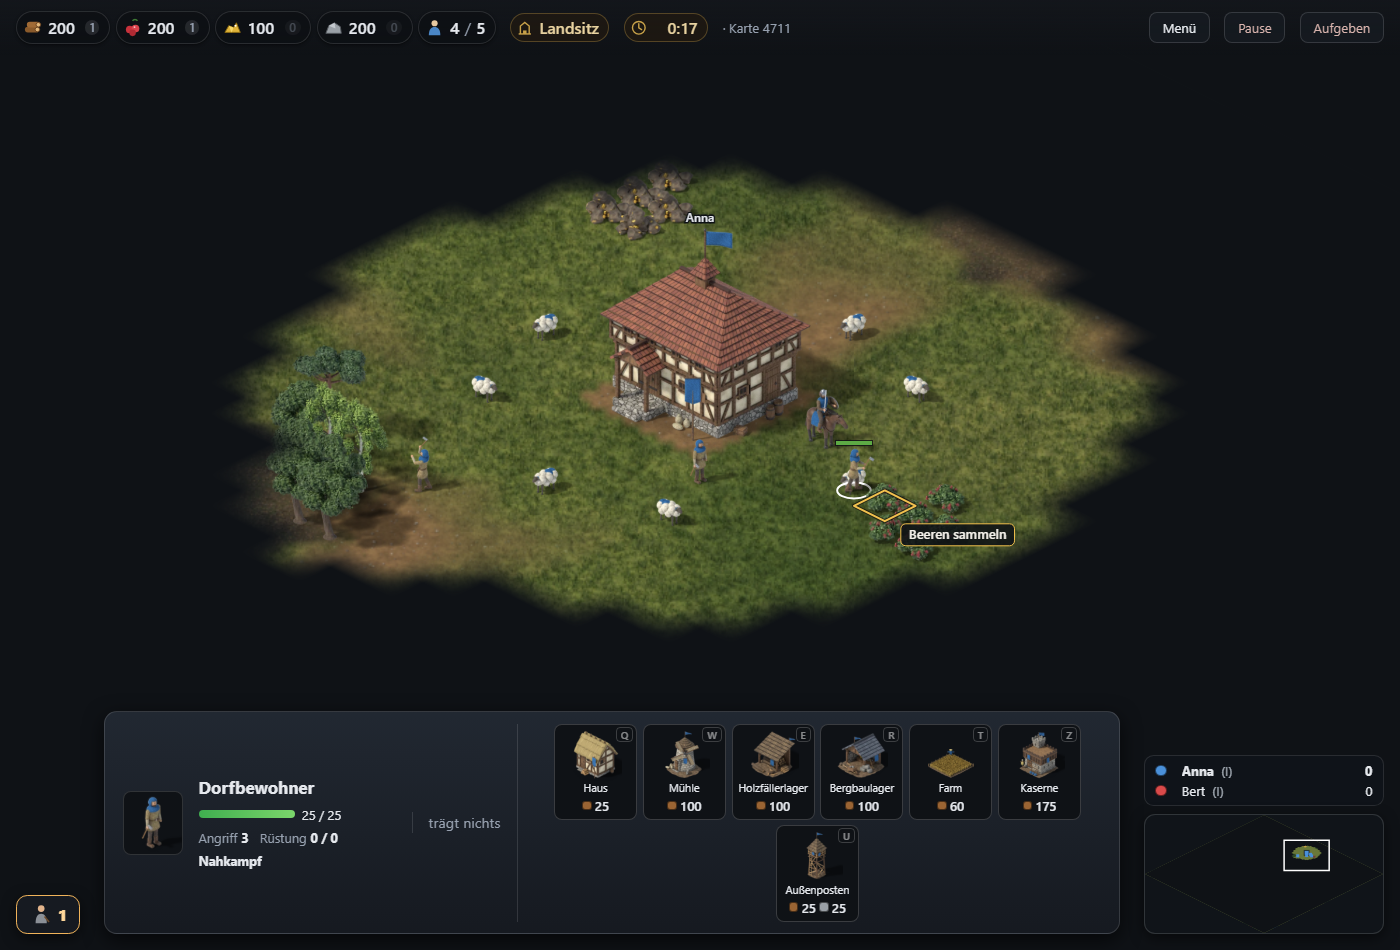 200 1 200 1 100 0 200 0 4 / 5 Landsitz 0:17 · Karte 4711 Menü Pause Aufgeben
Anna
Beeren sammeln
Dorfbewohner
25 / 25
Angriff 3 Rüstung 0 / 0
Nahkampf
trägt nichts
Q W E R T Z
Haus Mühle Holzfällerlager Bergbaulager Farm Kaserne
25 100 100 100 60 175
U
Außenposten
25 25
Anna (I) 0
Bert (I) 0
1